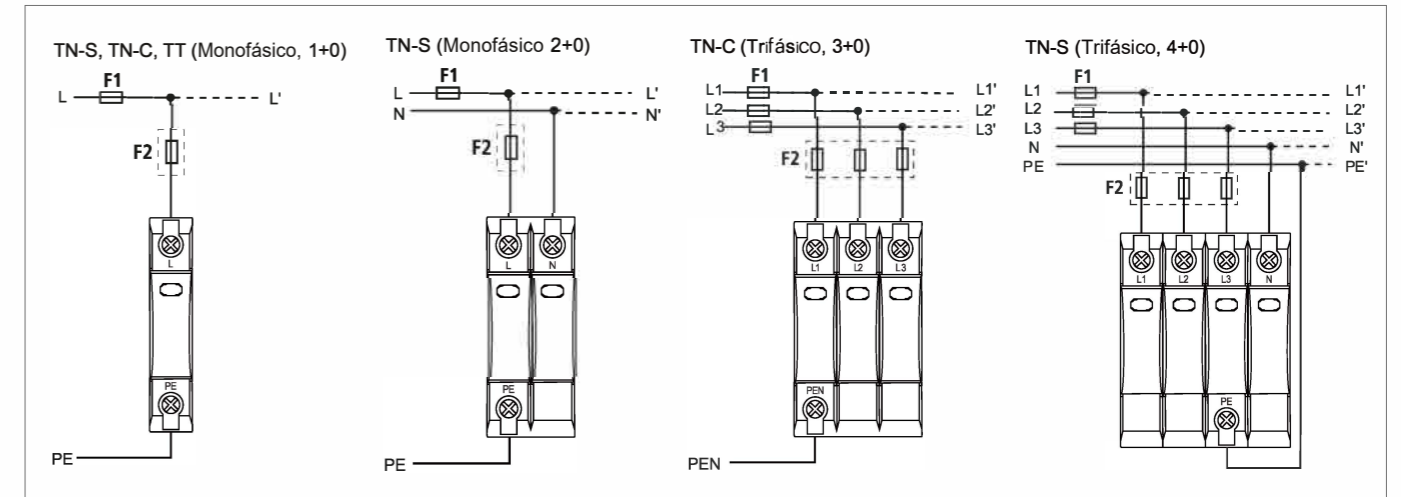 TN-S, TN-C, TT (Monofásico, 1+0)
F1
L
L'
F2
L
PE
PE
TN-S (Monofásico 2+0)
F1
L
L'
N
N'
F2
L N
PE
PE
TN-C (Trifásico, 3+0)
F1
L1
L1'
L2
L2'
L3
L3'
F2
L1 L2 L3
PEN
PEN
TN-S (Trifásico, 4+0)
F1
L1
L1'
L2
L2'
L3
L3'
N
N'
PE
PE'
F2
L1 L2 L3 N
PE